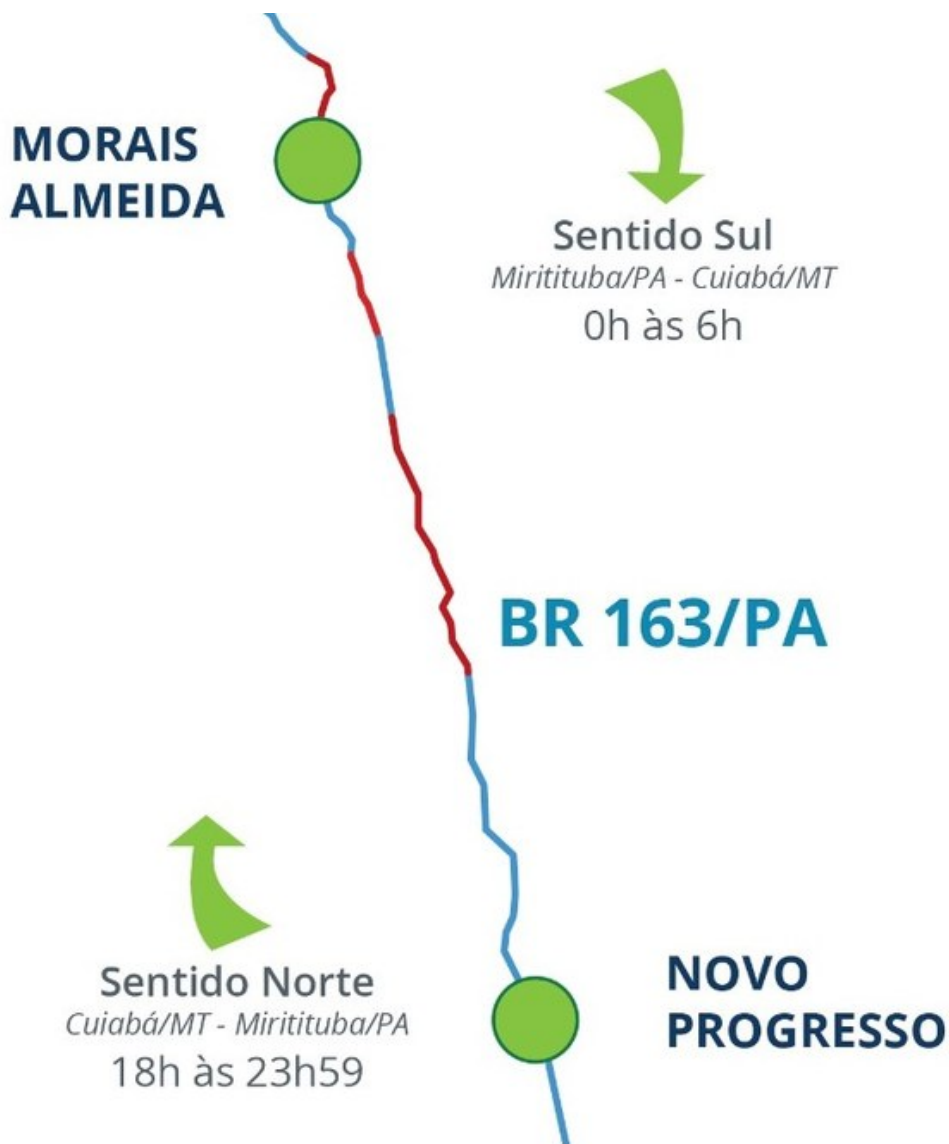 MORAIS
ALMEIDA
Sentido Sul
Miritituba/PA - Cuiabá/MT
0h às 6h
BR 163/PA
Sentido Norte
Cuiabá/MT - Miritituba/PA
18h às 23h59
NOVO
PROGRESSO